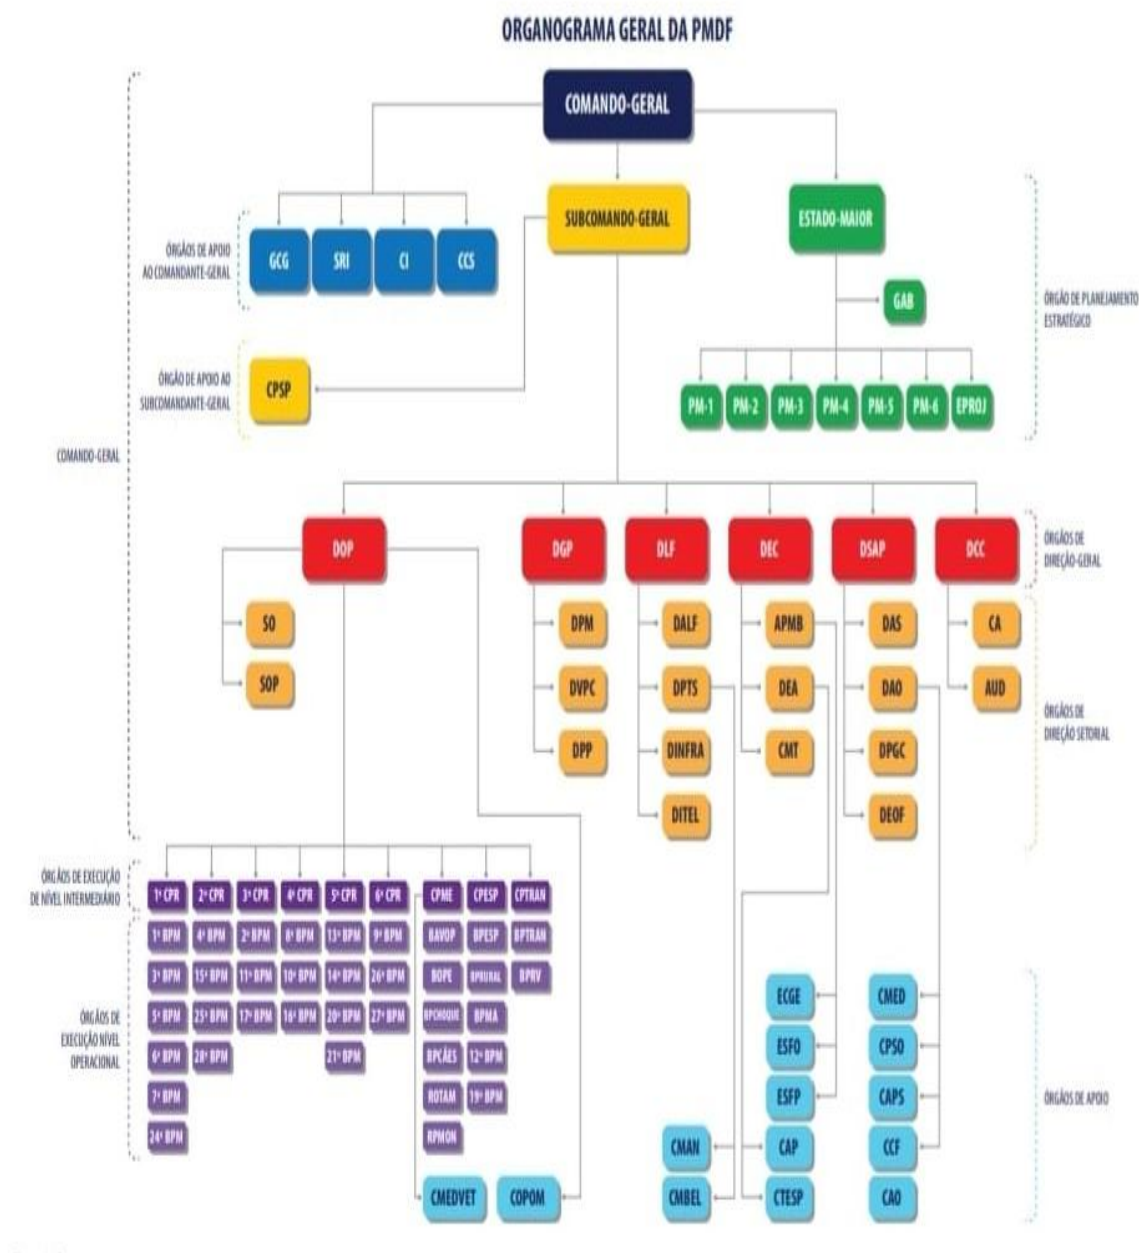 ORGANOGRAMA GERAL DA PMDF
COMANDO-GERAL
SUBCOMANDO-GERAL
ESTADO-MAIOR
ÓRGÃOS DE APOIO
AO COMANDANTE-GERAL
GCG SRI CI CCS
GAB
ÓRGÃO DE PLANEJAMENTO
ESTRATÉGICO
ÓRGÃO DE APOIO AO
SUBCOMANDANTE-GERAL
CPSP
PM-1 PM-2 PM-3 PM-4 PM-5 PM-6 EPROJ
COMANDO-GERAL
DOP DGP DLF DEC DSAP DCC
ÓRGÃOS DE
DIREÇÃO-GERAL
SO DPM DALF APMB DAS CA
SOP DVPC DPTS DEA DAO AUD
DPP DINFRA CMT DPGC
DITEL DEOF
ÓRGÃOS DE
DIREÇÃO SETORIAL
ÓRGÃOS DE EXECUÇÃO
DE NÍVEL INTERMEDIÁRIO
1º CPR 2º CPR 3º CPR 4º CPR 5º CPR 6º CPR CPME CPESP CPTRAN
ÓRGÃOS DE
EXECUÇÃO NÍVEL
OPERACIONAL
1º BPM 4º BPM 2º BPM 8º BPM 13º BPM 9º BPM BAVOP BPESP BPTRAN
3º BPM 15º BPM 11º BPM 10º BPM 14º BPM 26º BPM BOPE BPRURAL BPRV
5º BPM 25º BPM 17º BPM 16º BPM 20º BPM 27º BPM BPCHOQUE BPMA
6º BPM 28º BPM 21º BPM BPCÃES 12º BPM
7º BPM ROTAM 19º BPM
24º BPM RPMON
CMEDVET COPOM
ECGE CMED
ESFO CPSO
ESFP CAPS
CMAN CAP CCF
CMBEL CTESP CAO
ÓRGÃOS DE APOIO